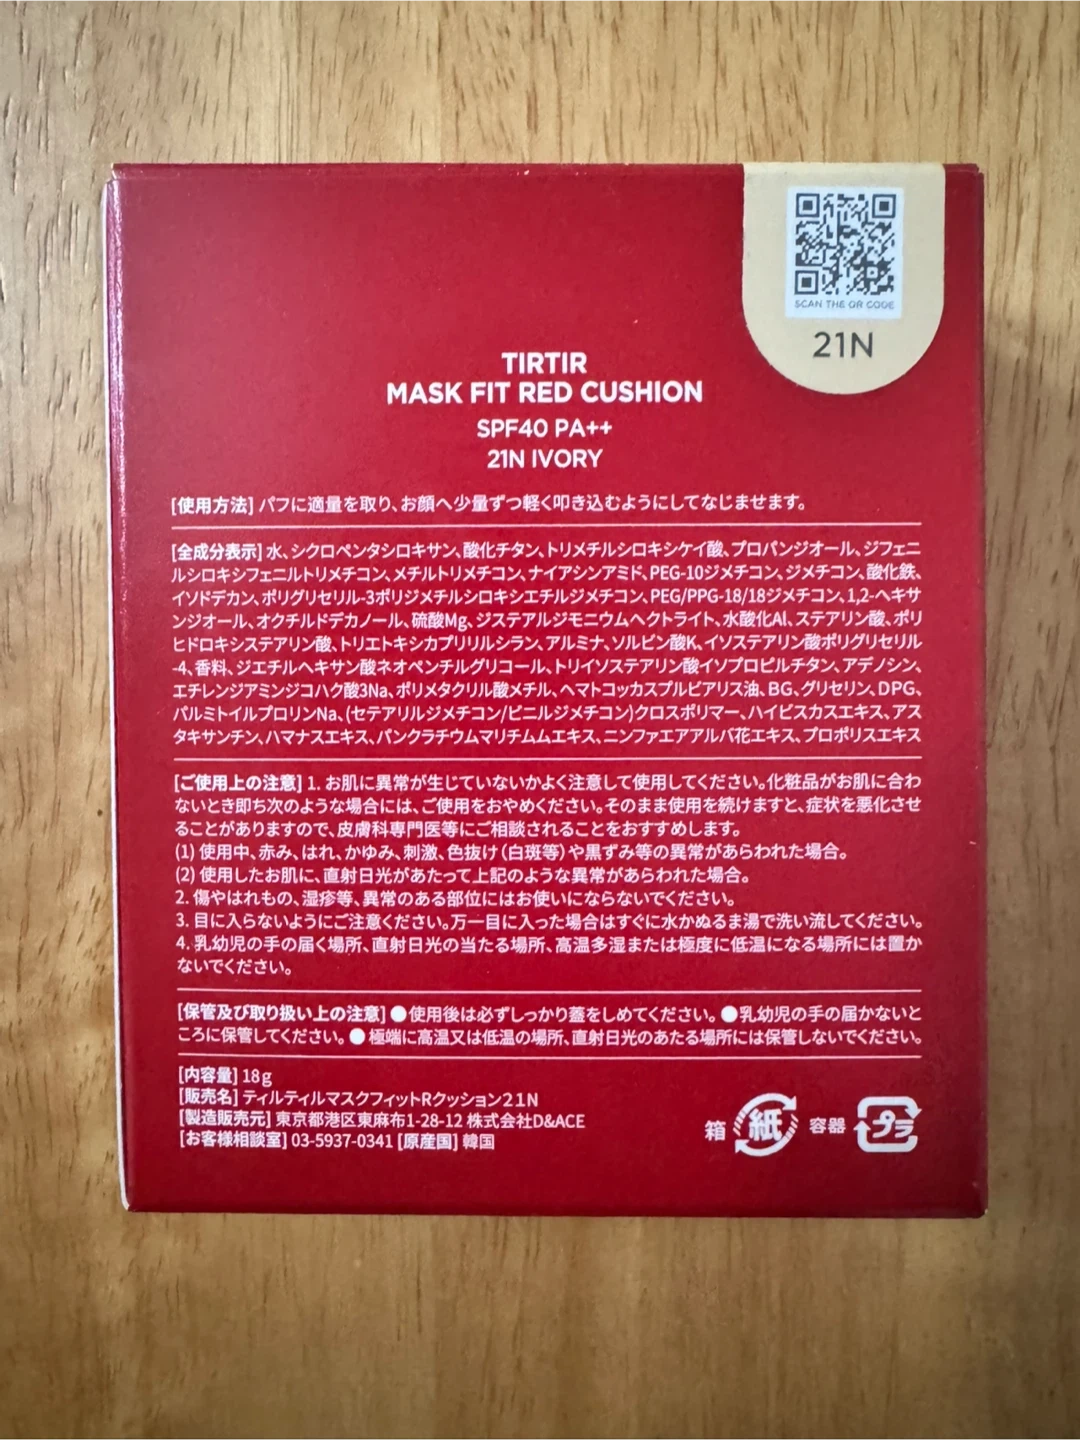 SCAN THE QR CODE
21N
TIRTIR
MASK FIT RED CUSHION
SPF40 PA++
21N IVORY
[使用方法] パフに適量を取り、お顔へ少量ずつ軽く叩き込むようにしてなじませます。
[全成分表示] 水、シクロペンタシロキサン、酸化チタン、トリメチルシロキシケイ酸、プロパンジオール、ジフェニ
ルシロキシフェニルトリメチコン、メチルトリメチコン、ナイアシンアミド、PEG-10ジメチコン、ジメチコン、酸化鉄、
イソドデカン、ポリグリセリル-3ポリジメチルシロキシエチルジメチコン、PEG/PPG-18/18ジメチコン、1,2-ヘキサ
ンジオール、オクチルドデカノール、硫酸Mg、ジステアルジモニウムヘクトライト、水酸化Al、ステアリン酸、ポリ
ヒドロキシステアリン酸、トリエトキシカプリリルシラン、アルミナ、ソルビン酸K、イソステアリン酸ポリグリセリル
-4、香料、ジエチルヘキサン酸ネオペンチルグリコール、トリイソステアリン酸イソプロピルチタン、アデノシン、
エチレンジアミンジコハク酸3Na、ポリメタクリル酸メチル、ヘマトコッカスプルビアリス油、BG、グリセリン、DPG、
パルミトイルプロリンNa、(セテアリルジメチコン/ビニルジメチコン)クロスポリマー、ハイビスカスエキス、アス
タキサンチン、ハマナスエキス、パンクラチウムマリチムムエキス、ニンファエアアルバ花エキス、プロポリスエキス
[ご使用上の注意] 1. お肌に異常が生じていないかよく注意して使用してください。化粧品がお肌に合わ
ないとき即ち次のような場合には、ご使用をおやめください。そのまま使用を続けますと、症状を悪化させ
ることがありますので、皮膚科専門医等にご相談されることをおすすめします。
(1) 使用中、赤み、はれ、かゆみ、刺激、色抜け(白斑等)や黒ずみ等の異常があらわれた場合。
(2) 使用したお肌に、直射日光があたって上記のような異常があらわれた場合。
2. 傷やはれもの、湿疹等、異常のある部位にはお使いにならないでください。
3. 目に入らないようにご注意ください。万一目に入った場合はすぐに水かぬるま湯で洗い流してください。
4. 乳幼児の手の届く場所、直射日光の当たる場所、高温多湿または極度に低温になる場所には置か
ないでください。
[保管及び取り扱い上の注意] ●使用後は必ずしっかり蓋をしめてください。 ●乳幼児の手の届かないと
ころに保管してください。 ● 極端に高温又は低温の場所、直射日光のあたる場所には保管しないでください。
[内容量] 18g
[販売名] ティルティルマスクフィットRクッション21N
[製造販売元] 東京都港区東麻布1-28-12 株式会社D&ACE
[お客様相談室] 03-5937-0341 [原産国] 韓国
箱 紙 容器 プラ